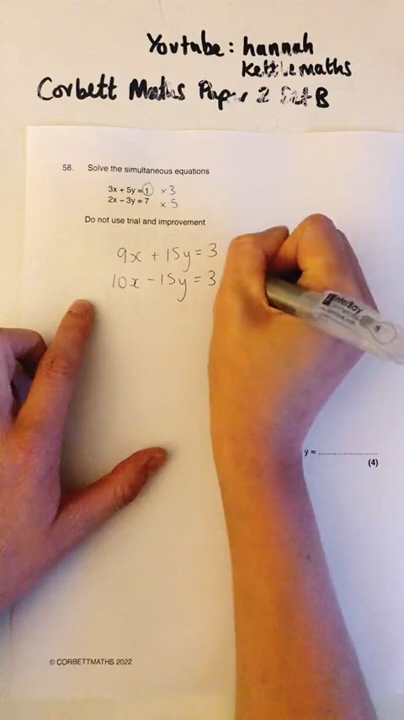 Youtube: hannah
kettlemaths
Corbett Maths Paper 2 Set B
58. Solve the simultaneous equations
3x + 5y = 1 ×3
2x – 3y = 7 ×5
Do not use trial and improvement
9x + 15y = 3
10x - 15y = 3
y =
(4)
© CORBETTMATHS 2022